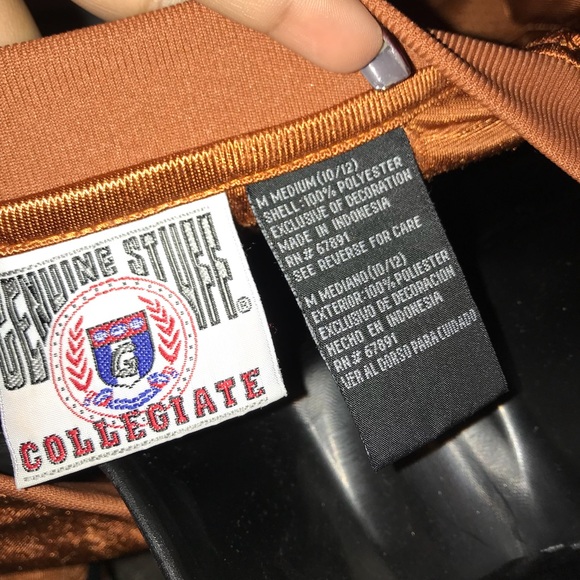 GENUINE STUFF
®
G
COLLEGIATE
M MEDIUM (10/12)
SHELL:100% POLYESTER
EXCLUSIVE OF DECORATION
MADE IN INDONESIA
RN# 67891
SEE REVERSE FOR CARE
M MEDIANO (10/12)
EXTERIOR:100% POLIESTER
EXCLUSIVO DE DECORACION
HECHO EN INDONESIA
RN# 67891
VER AL DORSO PARA CUIDADO